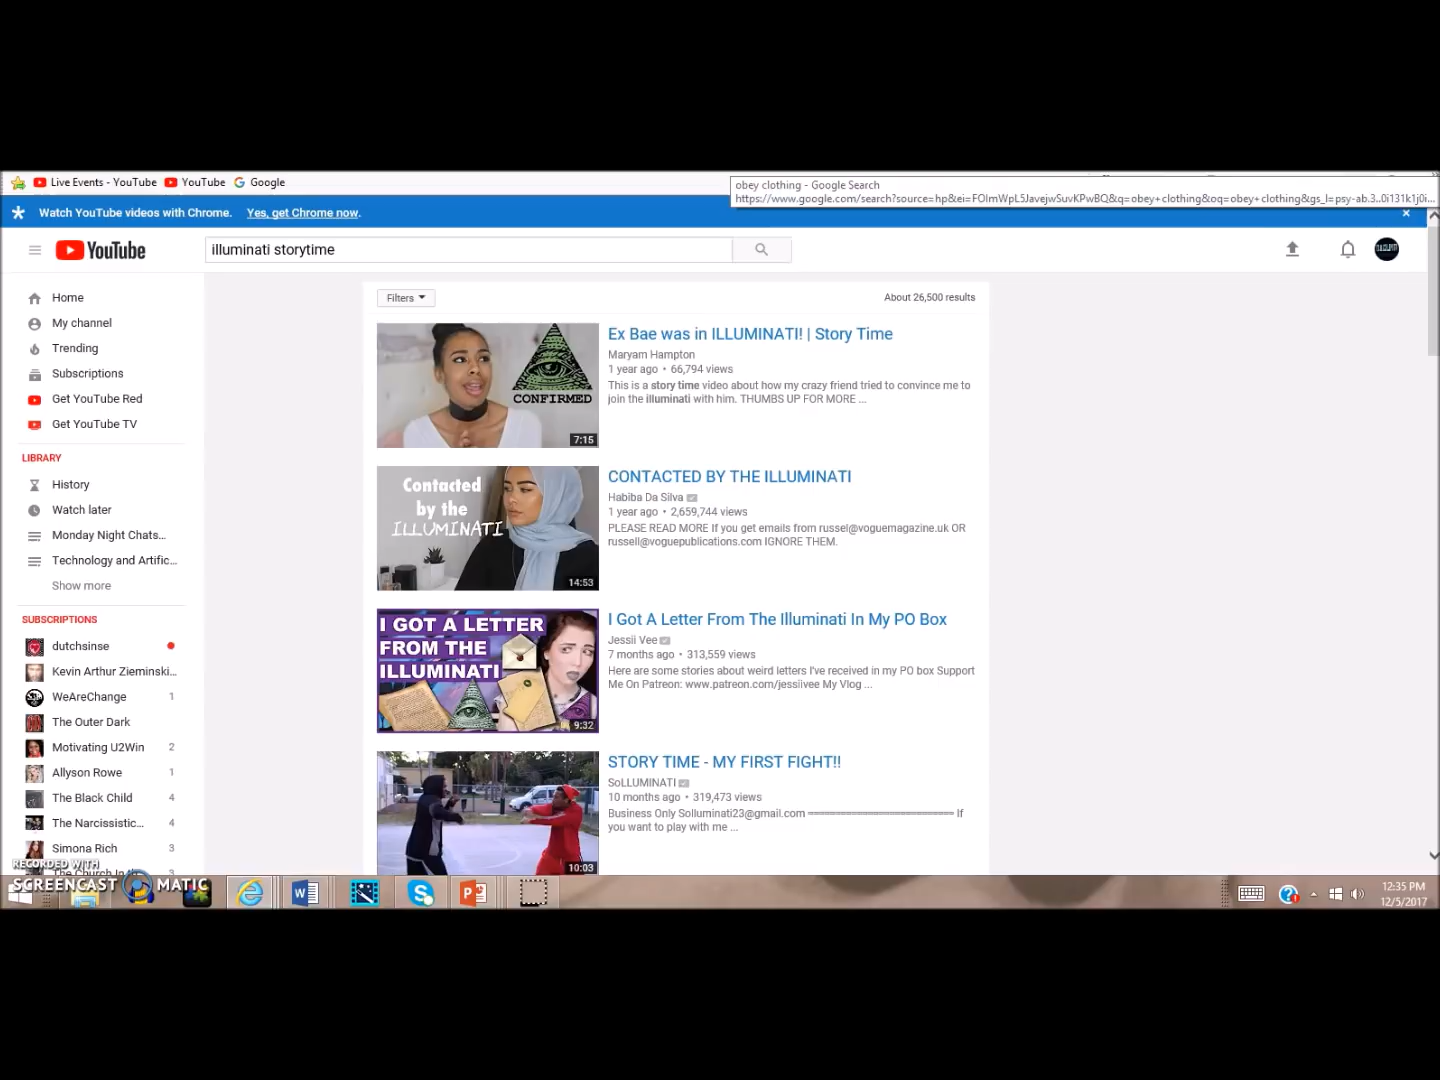 Live Events - YouTube YouTube Google
obey clothing - Google Search
https://www.google.com/search?source=hp&ei=FOlmWpL5JavejwSuvKPwBQ&q=obey+clothing&oq=obey+clothing&gs_l=psy-ab.3..0i131k1j0i...
Watch YouTube videos with Chrome. Yes, get Chrome now.
YouTube
illuminati storytime
Home
My channel
Trending
Subscriptions
Get YouTube Red
Get YouTube TV
LIBRARY
History
Watch later
Monday Night Chats...
Technology and Artific...
Show more
SUBSCRIPTIONS
dutchsinse
Kevin Arthur Zieminski...
WeAreChange 1
The Outer Dark
Motivating U2Win 2
Allyson Rowe 1
The Black Child 4
The Narcissistic... 4
Simona Rich 3
Filters About 26,500 results
CONFIRMED
7:15
Ex Bae was in ILLUMINATI! | Story Time
Maryam Hampton
1 year ago • 66,794 views
This is a story time video about how my crazy friend tried to convince me to
join the illuminati with him. THUMBS UP FOR MORE ...
Contacted
by the
ILLUMINATI
14:53
CONTACTED BY THE ILLUMINATI
Habiba Da Silva
1 year ago • 2,659,744 views
PLEASE READ MORE If you get emails from russel@voguemagazine.uk OR
russell@voguepublications.com IGNORE THEM.
I GOT A LETTER
FROM THE
ILLUMINATI
9:32
I Got A Letter From The Illuminati In My PO Box
Jessii Vee
7 months ago • 313,559 views
Here are some stories about weird letters I've received in my PO box Support
Me On Patreon: www.patreon.com/jessiivee My Vlog ...
10:03
STORY TIME - MY FIRST FIGHT!!
SoLLUMINATI
10 months ago • 319,473 views
Business Only Solluminati23@gmail.com ══════════════════ If
you want to play with me ...
RECORDED WITH
SCREENCAST MATIC
12:35 PM
12/5/2017